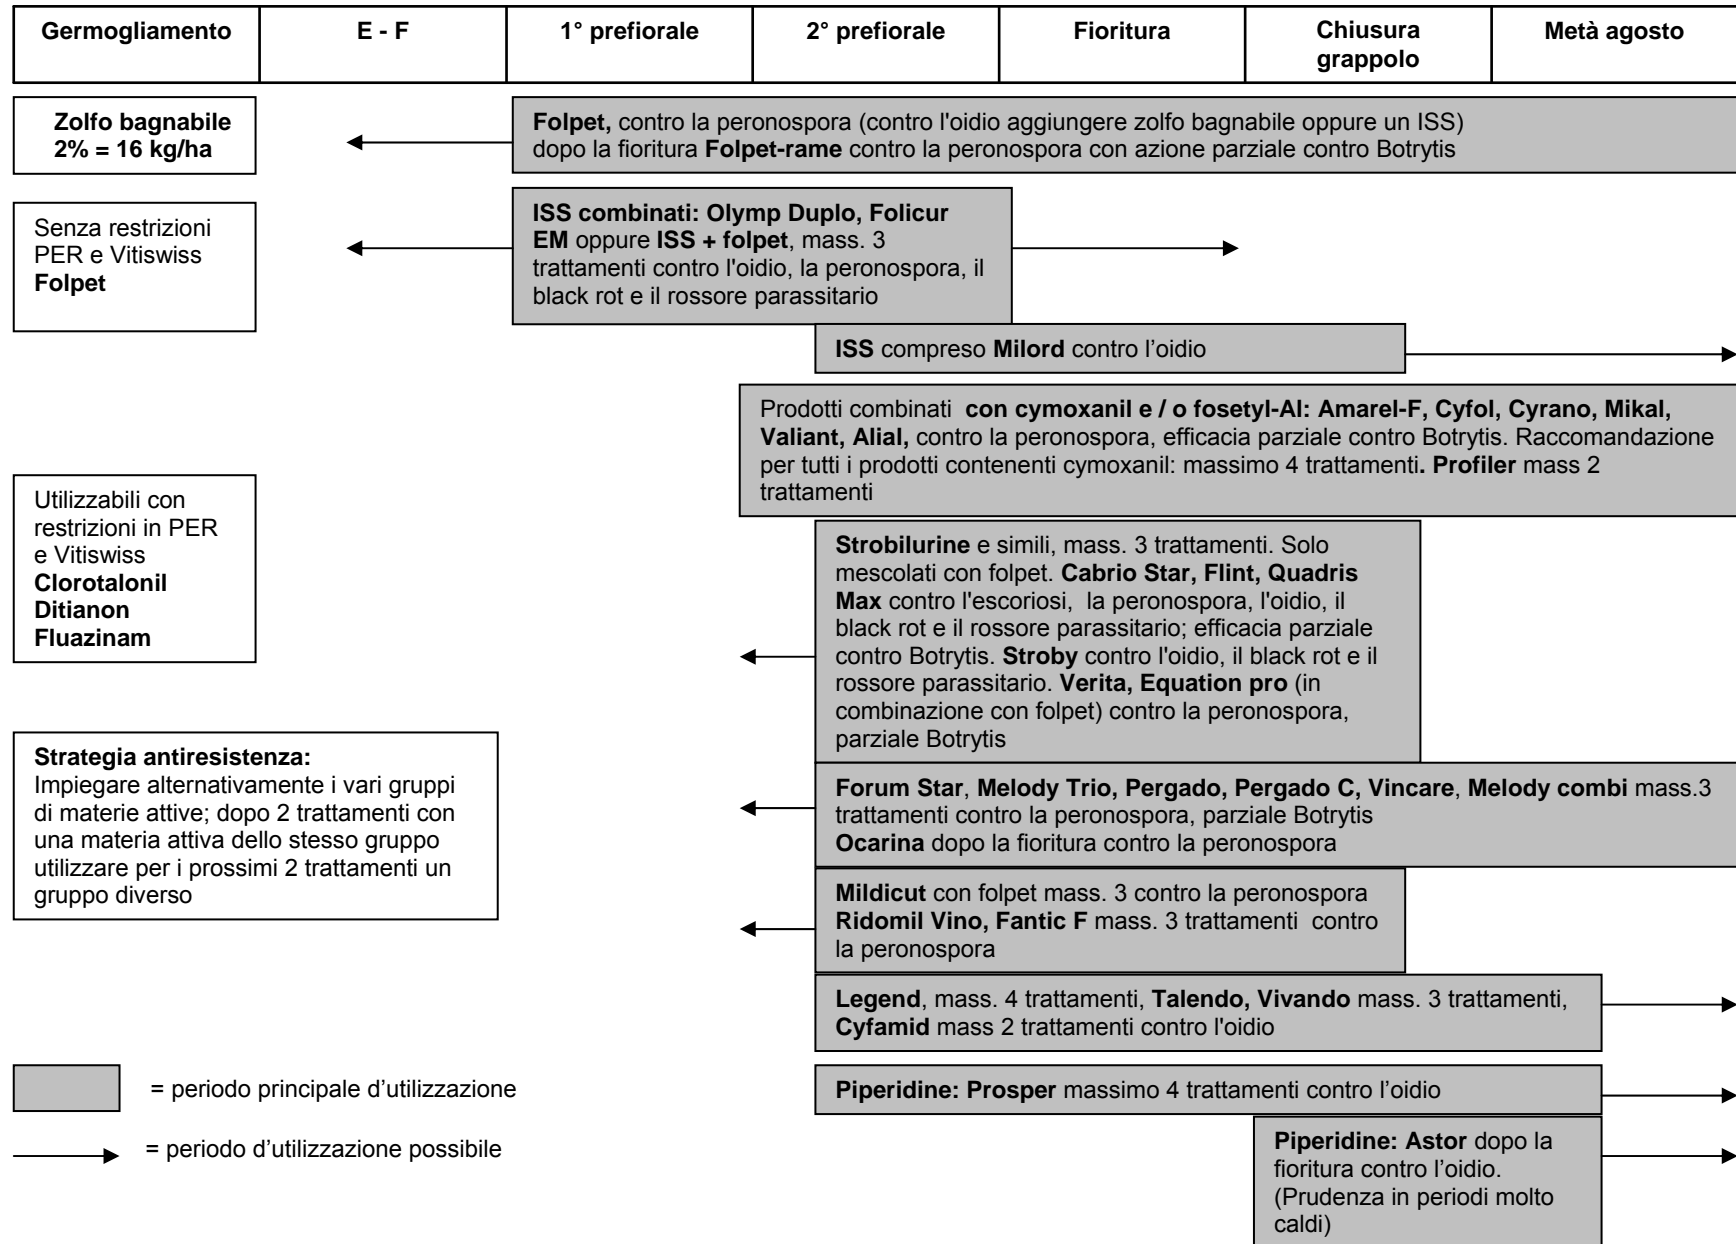 Germogliamento
E - F
1° prefiorale
2° prefiorale
Fioritura
Chiusura
grappolo
Metà agosto
Zolfo bagnabile
2% = 16 kg/ha
Folpet, contro la peronospora (contro l'oidio aggiungere zolfo bagnabile oppure un ISS)
dopo la fioritura Folpet-rame contro la peronospora con azione parziale contro Botrytis
Senza restrizioni
PER e Vitiswiss
Folpet
ISS combinati: Olymp Duplo, Folicur
EM oppure ISS + folpet, mass. 3
trattamenti contro l'oidio, la peronospora, il
black rot e il rossore parassitario
ISS compreso Milord contro l’oidio
Prodotti combinati con cymoxanil e / o fosetyl-Al: Amarel-F, Cyfol, Cyrano, Mikal,
Valiant, Alial, contro la peronospora, efficacia parziale contro Botrytis. Raccomandazione
per tutti i prodotti contenenti cymoxanil: massimo 4 trattamenti. Profiler mass 2
trattamenti
Utilizzabili con
restrizioni in PER
e Vitiswiss
Clorotalonil
Ditianon
Fluazinam
Strobilurine e simili, mass. 3 trattamenti. Solo
mescolati con folpet. Cabrio Star, Flint, Quadris
Max contro l'escoriosi, la peronospora, l'oidio, il
black rot e il rossore parassitario; efficacia parziale
contro Botrytis. Stroby contro l'oidio, il black rot e il
rossore parassitario. Verita, Equation pro (in
combinazione con folpet) contro la peronospora,
parziale Botrytis
Strategia antiresistenza:
Impiegare alternativamente i vari gruppi
di materie attive; dopo 2 trattamenti con
una materia attiva dello stesso gruppo
utilizzare per i prossimi 2 trattamenti un
gruppo diverso
Forum Star, Melody Trio, Pergado, Pergado C, Vincare, Melody combi mass.3
trattamenti contro la peronospora, parziale Botrytis
Ocarina dopo la fioritura contro la peronospora
Mildicut con folpet mass. 3 contro la peronospora
Ridomil Vino, Fantic F mass. 3 trattamenti contro
la peronospora
Legend, mass. 4 trattamenti, Talendo, Vivando mass. 3 trattamenti,
Cyfamid mass 2 trattamenti contro l'oidio
= periodo principale d’utilizzazione
Piperidine: Prosper massimo 4 trattamenti contro l’oidio
= periodo d’utilizzazione possibile
Piperidine: Astor dopo la
fioritura contro l’oidio.
(Prudenza in periodi molto
caldi)